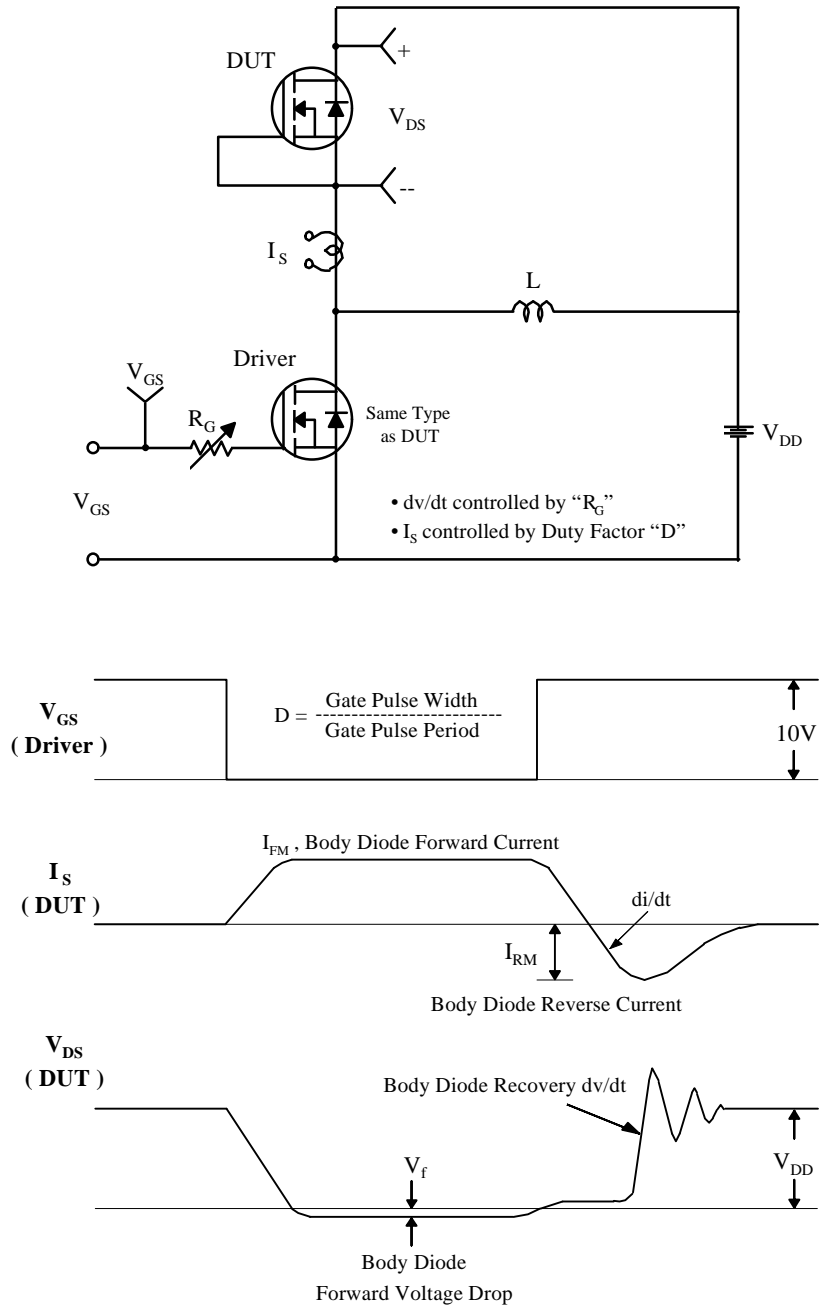 +
DUT
V_DS
--
I_S
L
Driver
V_GS
R_G
Same Type
as DUT
V_DD
V_GS
• dv/dt controlled by “R_G”
• I_S controlled by Duty Factor “D”
V_GS
( Driver )
D = Gate Pulse Width
--------------------------
Gate Pulse Period
10V
I_FM , Body Diode Forward Current
I_S
( DUT )
di/dt
I_RM
Body Diode Reverse Current
V_DS
( DUT )
Body Diode Recovery dv/dt
V_f
V_DD
Body Diode
Forward Voltage Drop